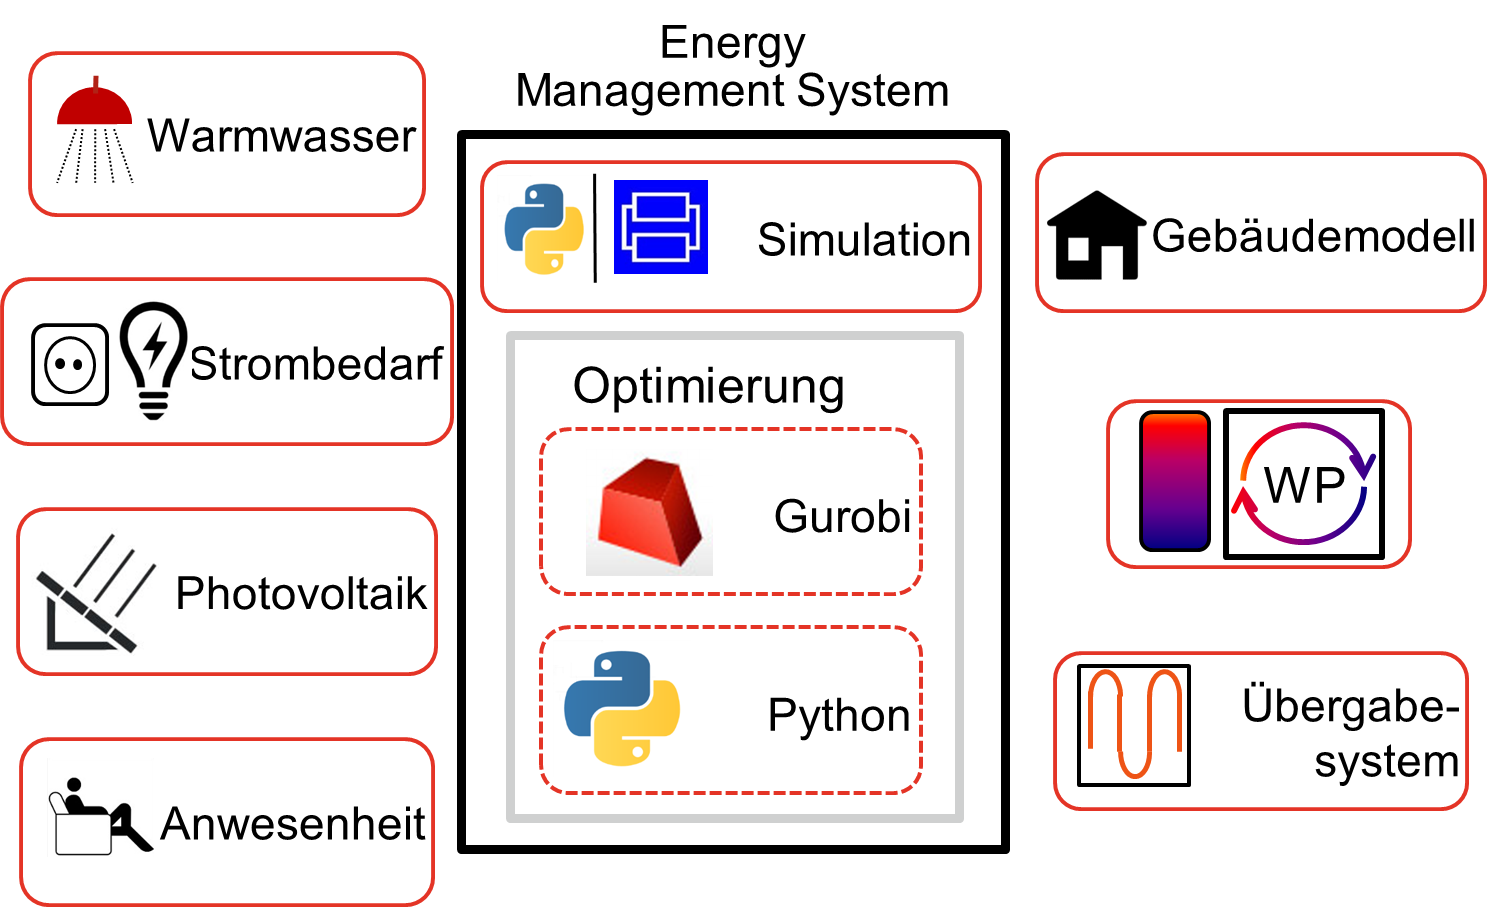 Energy
Management System
Warmwasser
Strombedarf
Photovoltaik
Anwesenheit
Simulation
Optimierung
Gurobi
Python
Gebäudemodell
WP
Übergabe-
system